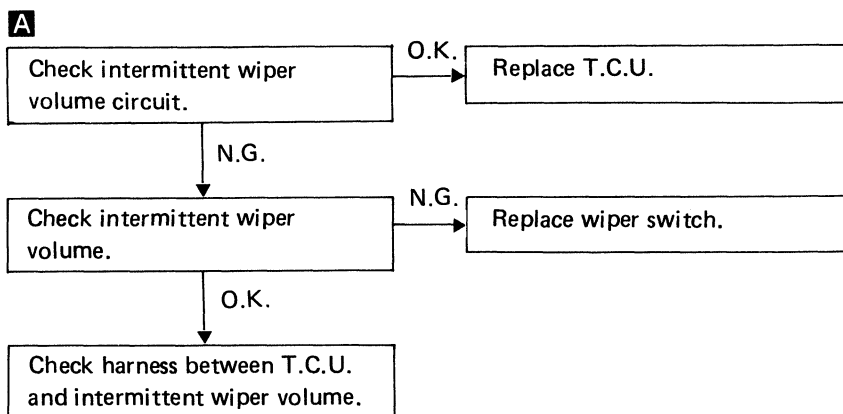 A
Check intermittent wiper
volume circuit.
O.K.
Replace T.C.U.
N.G.
Check intermittent wiper
volume.
N.G.
Replace wiper switch.
O.K.
Check harness between T.C.U.
and intermittent wiper volume.